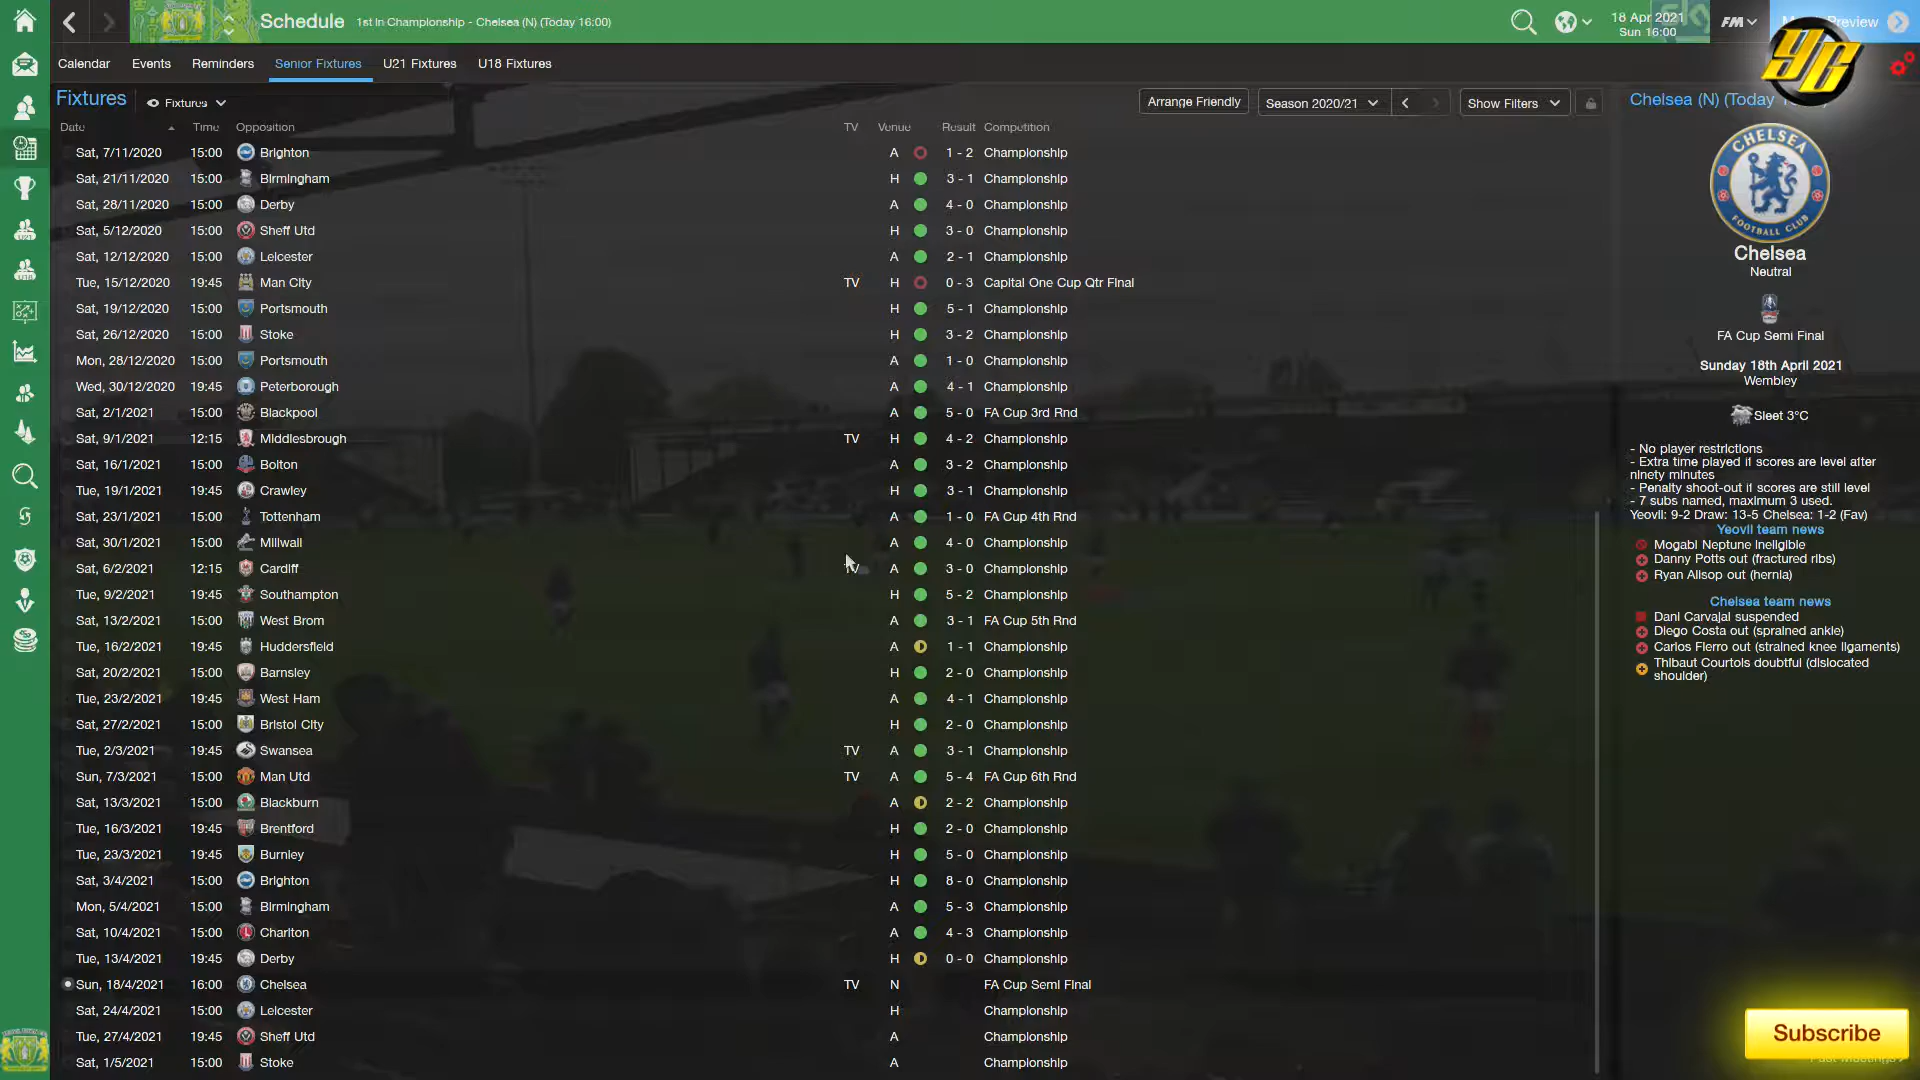 Schedule 1st in Championship - Chelsea (N) (Today 16:00)
18 Apr 2021
Sun 16:00
FM
Preview
YG
Calendar Events Reminders Senior Fixtures U21 Fixtures U18 Fixtures
Fixtures Fixtures
Arrange Friendly Season 2020/21 Show Filters
Date Time Opposition TV Venue Result Competition
Sat, 7/11/2020 15:00 Brighton A 1 - 2 Championship
Sat, 21/11/2020 15:00 Birmingham H 3 - 1 Championship
Sat, 28/11/2020 15:00 Derby A 4 - 0 Championship
Sat, 5/12/2020 15:00 Sheff Utd H 3 - 0 Championship
Sat, 12/12/2020 15:00 Leicester A 2 - 1 Championship
Tue, 15/12/2020 19:45 Man City TV H 0 - 3 Capital One Cup Qtr Final
Sat, 19/12/2020 15:00 Portsmouth H 5 - 1 Championship
Sat, 26/12/2020 15:00 Stoke H 3 - 2 Championship
Mon, 28/12/2020 15:00 Portsmouth A 1 - 0 Championship
Wed, 30/12/2020 19:45 Peterborough A 4 - 1 Championship
Sat, 2/1/2021 15:00 Blackpool A 5 - 0 FA Cup 3rd Rnd
Sat, 9/1/2021 12:15 Middlesbrough TV H 4 - 2 Championship
Sat, 16/1/2021 15:00 Bolton A 3 - 2 Championship
Tue, 19/1/2021 19:45 Crawley H 3 - 1 Championship
Sat, 23/1/2021 15:00 Tottenham A 1 - 0 FA Cup 4th Rnd
Sat, 30/1/2021 15:00 Millwall A 4 - 0 Championship
Sat, 6/2/2021 12:15 Cardiff TV A 3 - 0 Championship
Tue, 9/2/2021 19:45 Southampton H 5 - 2 Championship
Sat, 13/2/2021 15:00 West Brom A 3 - 1 FA Cup 5th Rnd
Tue, 16/2/2021 19:45 Huddersfield A 1 - 1 Championship
Sat, 20/2/2021 15:00 Barnsley H 2 - 0 Championship
Tue, 23/2/2021 19:45 West Ham A 4 - 1 Championship
Sat, 27/2/2021 15:00 Bristol City H 2 - 0 Championship
Tue, 2/3/2021 19:45 Swansea TV A 3 - 1 Championship
Sun, 7/3/2021 15:00 Man Utd TV A 5 - 4 FA Cup 6th Rnd
Sat, 13/3/2021 15:00 Blackburn A 2 - 2 Championship
Tue, 16/3/2021 19:45 Brentford H 2 - 0 Championship
Tue, 23/3/2021 19:45 Burnley H 5 - 0 Championship
Sat, 3/4/2021 15:00 Brighton H 8 - 0 Championship
Mon, 5/4/2021 15:00 Birmingham A 5 - 3 Championship
Sat, 10/4/2021 15:00 Charlton A 4 - 3 Championship
Tue, 13/4/2021 19:45 Derby H 0 - 0 Championship
Sun, 18/4/2021 16:00 Chelsea TV N FA Cup Semi Final
Sat, 24/4/2021 15:00 Leicester H Championship
Tue, 27/4/2021 19:45 Sheff Utd A Championship
Sat, 1/5/2021 15:00 Stoke A Championship
Chelsea (N) (Today
CHELSEA
FOOTBALL CLUB
Chelsea
Neutral
FA Cup Semi Final
Sunday 18th April 2021
Wembley
Sleet 3°C
- No player restrictions
- Extra time played if scores are level after
ninety minutes
- Penalty shoot-out if scores are still level
- 7 subs named, maximum 3 used.
Yeovil: 9-2 Draw: 13-5 Chelsea: 1-2 (Fav)
Yeovil team news
Mogabi Neptune ineligible
Danny Potts out (fractured ribs)
Ryan Allsop out (hernia)
Chelsea team news
Dani Carvajal suspended
Diego Costa out (sprained ankle)
Carlos Fierro out (strained knee ligaments)
Thibaut Courtois doubtful (dislocated
shoulder)
Subscribe
Past Meetings